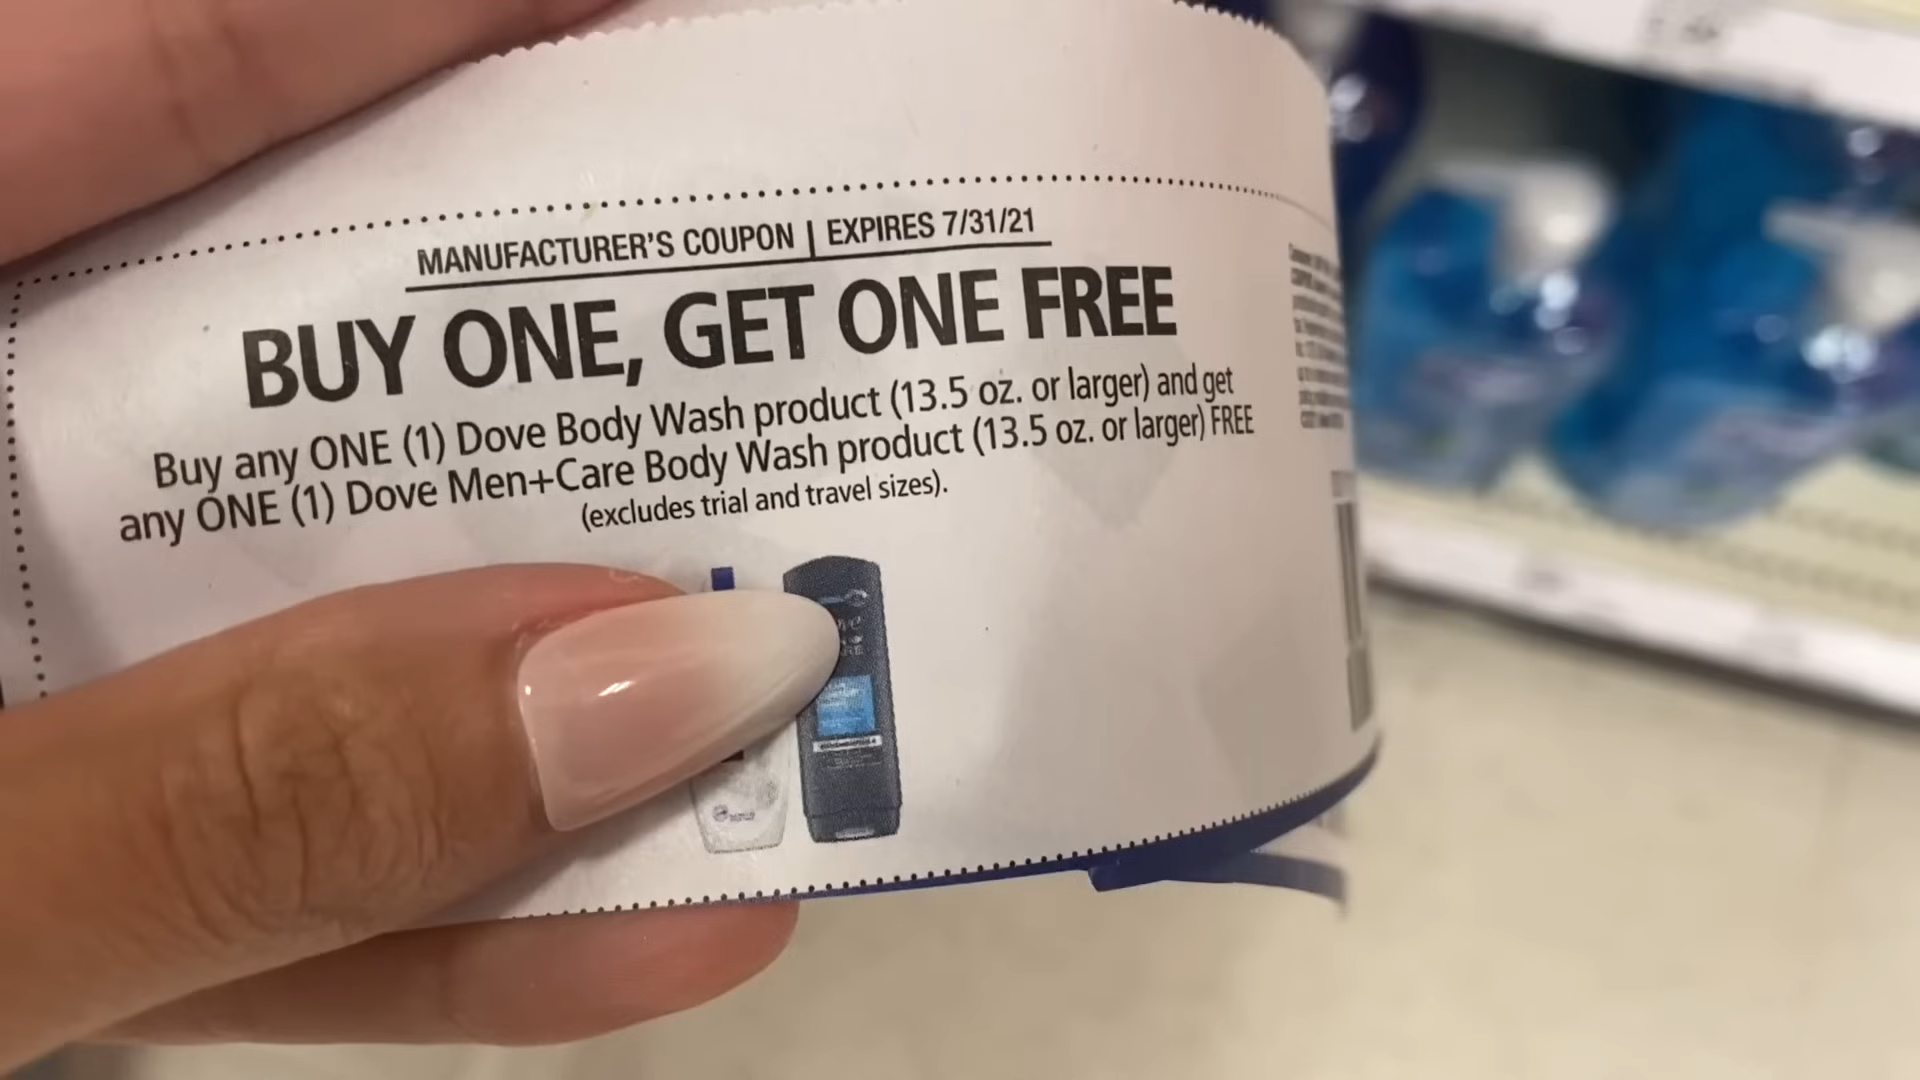 MANUFACTURER'S COUPON | EXPIRES 7/31/21
BUY ONE, GET ONE FREE
Buy any ONE (1) Dove Body Wash product (13.5 oz. or larger) and get
any ONE (1) Dove Men+Care Body Wash product (13.5 oz. or larger) FREE
(excludes trial and travel sizes).